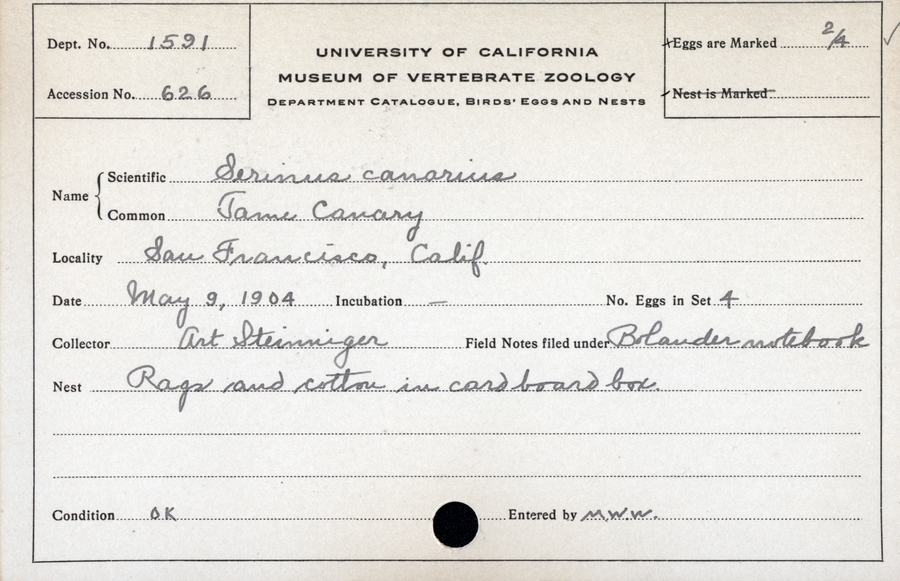 Dept. No. 1591
Accession No. 626
UNIVERSITY OF CALIFORNIA
MUSEUM OF VERTEBRATE ZOOLOGY
DEPARTMENT CATALOGUE, BIRDS' EGGS AND NESTS
Eggs are Marked 2/4
Nest is Marked
Name
Scientific Serinus canarius
Common Tame Canary
Locality San Francisco, Calif.
Date May 9, 1904 Incubation — No. Eggs in Set 4
Collector Art Steinniger Field Notes filed under Bolander notebook
Nest Rags and cotton in cardboard box.
Condition OK Entered by M.W.W.